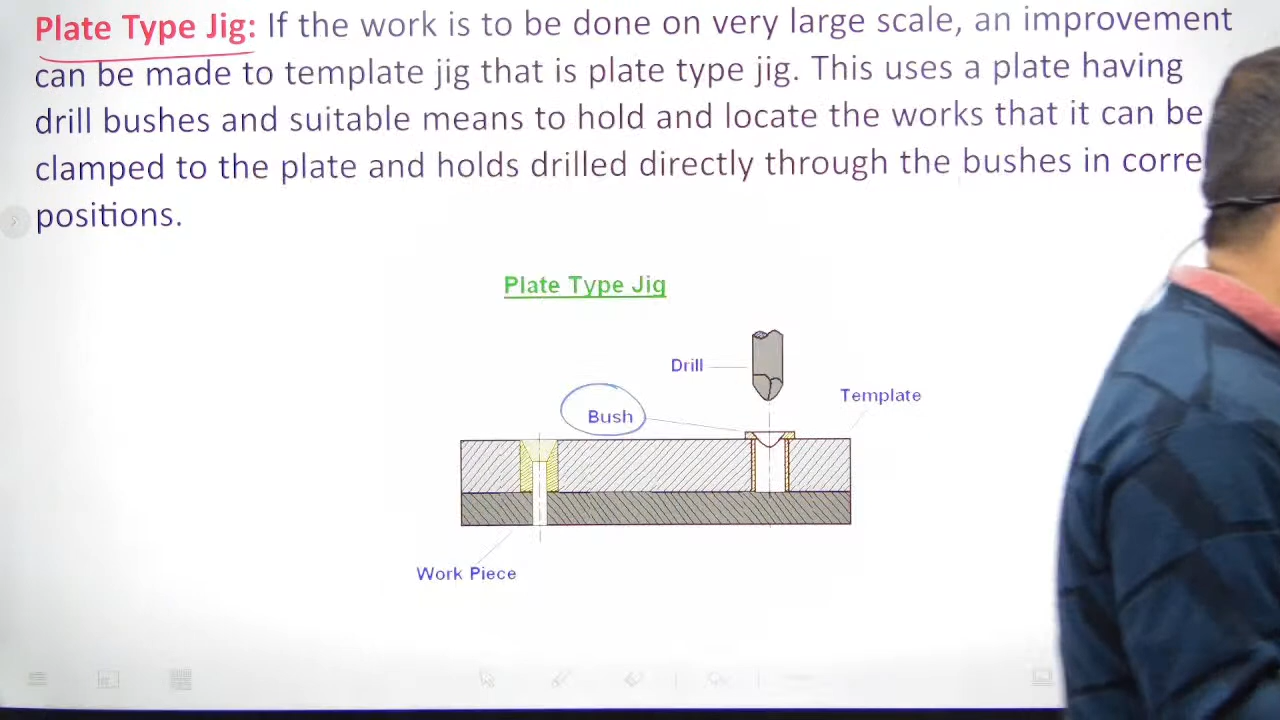 Plate Type Jig: If the work is to be done on very large scale, an improvement
can be made to template jig that is plate type jig. This uses a plate having
drill bushes and suitable means to hold and locate the works that it can be
clamped to the plate and holds drilled directly through the bushes in corre
positions.
Plate Type Jig
Drill
Template
Bush
Work Piece